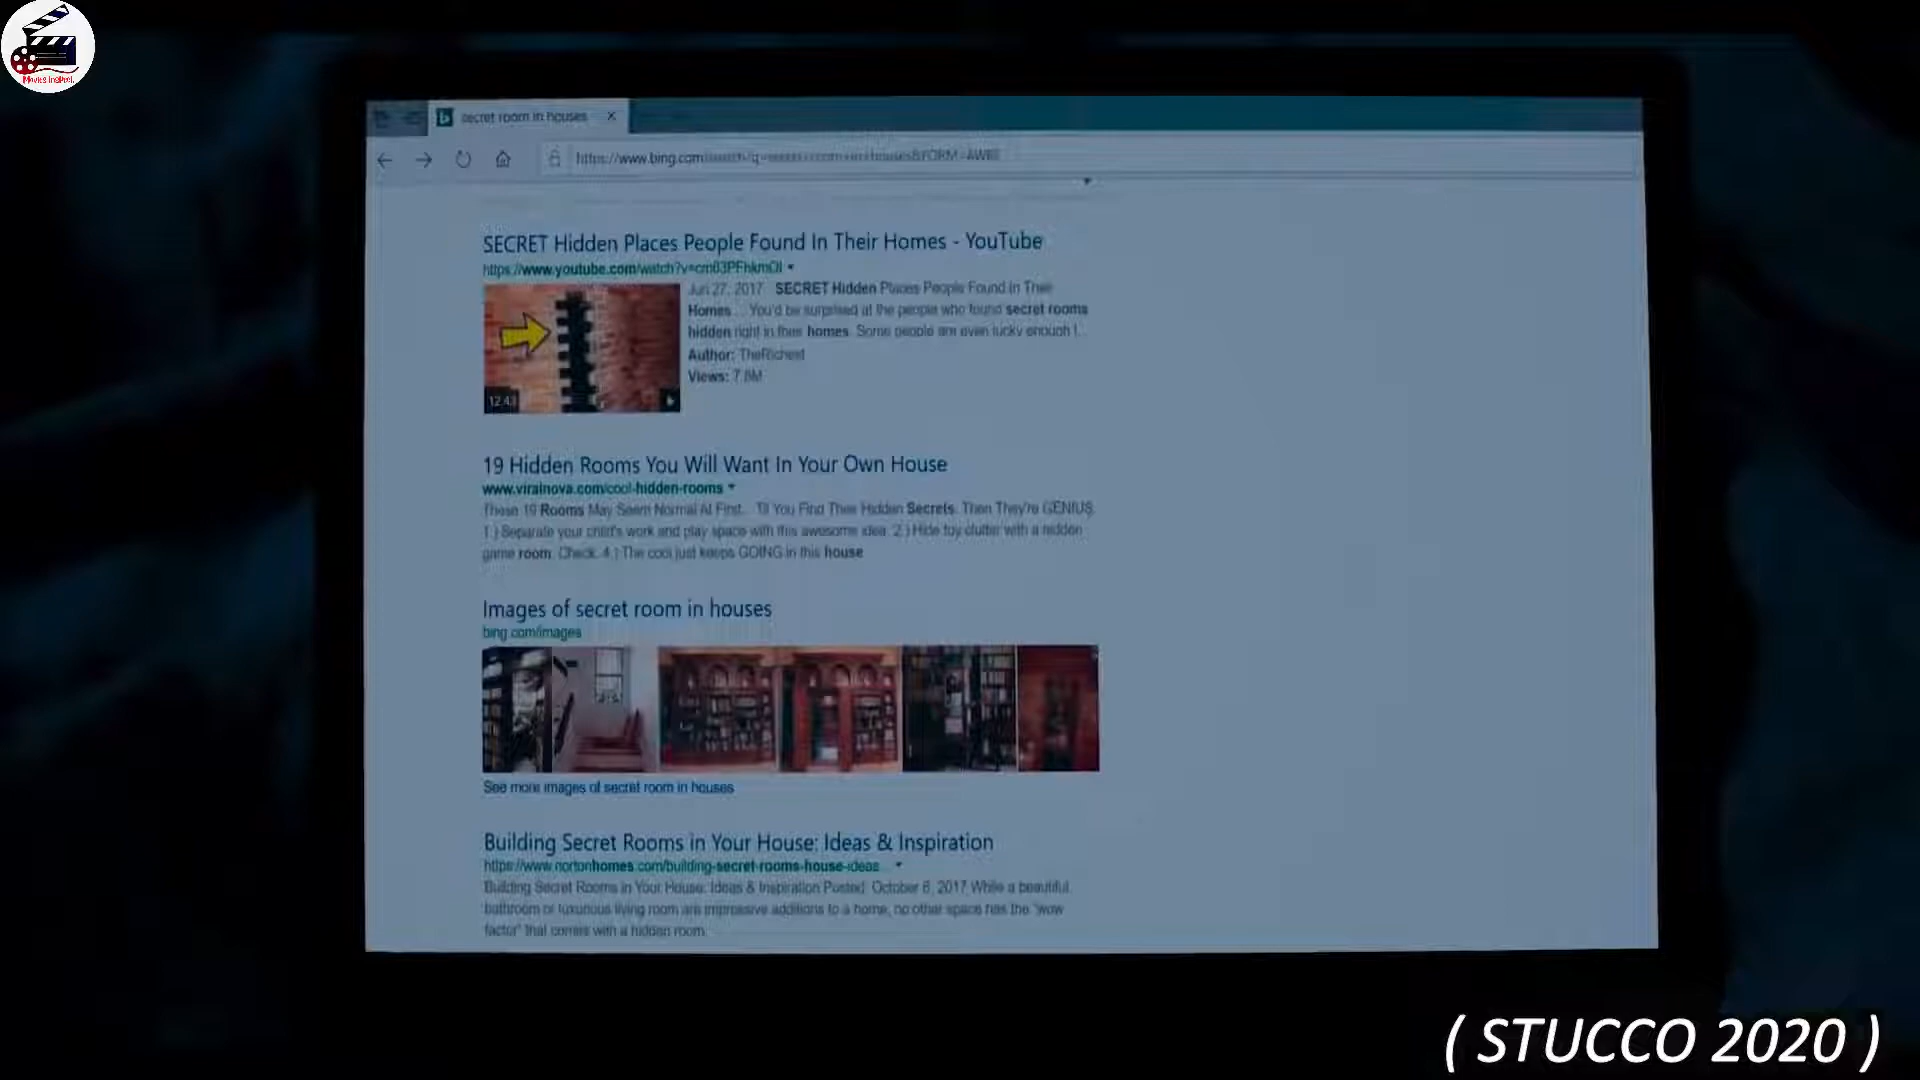 Movies Insight.
secret room in houses
https://www.bing.com
SECRET Hidden Places People Found In Their Homes - YouTube
https://www.youtube.com/watch?v=
Jun 27, 2017 SECRET Hidden Places People Found In Their
Homes ... You'd be surprised at the people who found secret rooms
hidden right in their homes. Some people are even lucky enough t...
Author: TheRichest
Views: 7.8M
12:43
19 Hidden Rooms You Will Want In Your Own House
www.viralnova.com/cool-hidden-rooms
These 19 Rooms May Seem Normal At First... Til You Find Their Hidden Secrets. Then They're GENIUS.
1.) Separate your child's work and play space with this awesome idea. 2.) Hide toy clutter with a hidden
game room. Check. 4.) The cool just keeps GOING in this house
Images of secret room in houses
bing.com/images
See more images of secret room in houses
Building Secret Rooms in Your House: Ideas & Inspiration
https://www.nortonhomes.com/building-secret-rooms-house-ideas...
Building Secret Rooms in Your House: Ideas & Inspiration Posted: October 6, 2017 While a beautiful
bathroom or luxurious living room are impressive additions to a home, no other space has the "wow
factor" that comes with a hidden room.
( STUCCO 2020 )